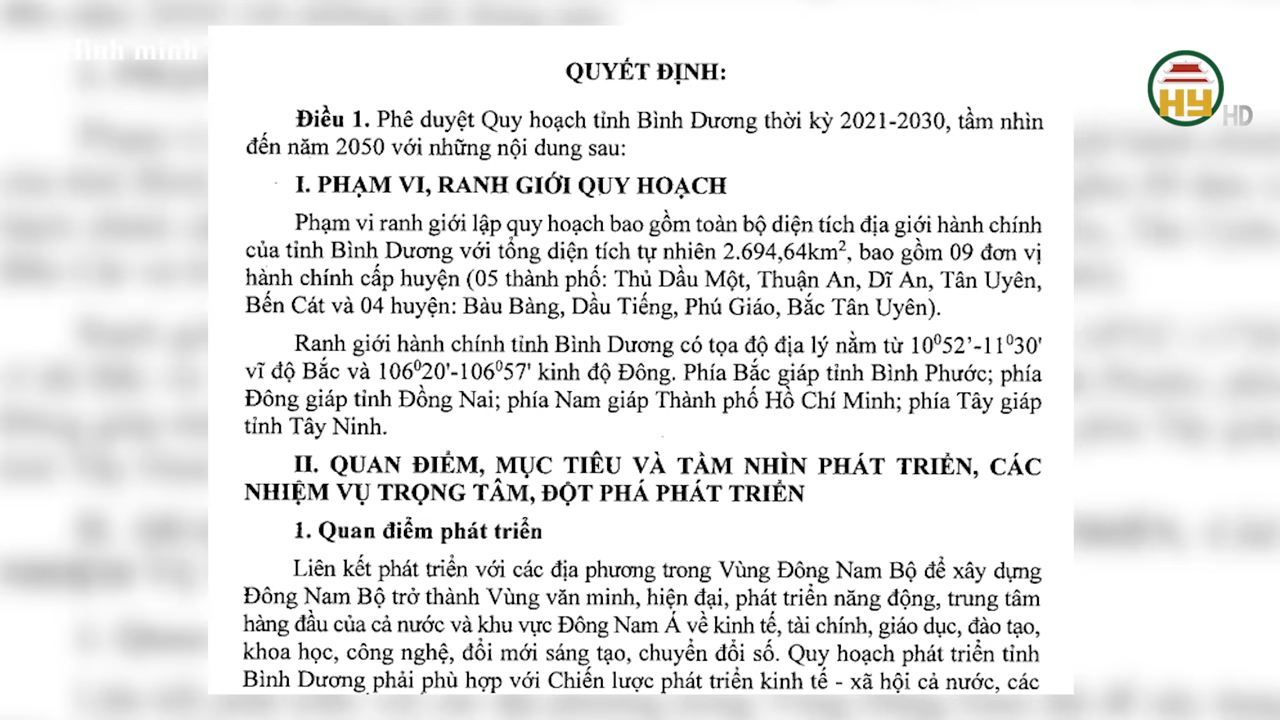 Hình minh
QUYẾT ĐỊNH:
HY HD
Điều 1. Phê duyệt Quy hoạch tỉnh Bình Dương thời kỳ 2021-2030, tầm nhìn
đến năm 2050 với những nội dung sau:
I. PHẠM VI, RANH GIỚI QUY HOẠCH
Phạm vi ranh giới lập quy hoạch bao gồm toàn bộ diện tích địa giới hành chính
của tỉnh Bình Dương với tổng diện tích tự nhiên 2.694,64km², bao gồm 09 đơn vị
hành chính cấp huyện (05 thành phố: Thủ Dầu Một, Thuận An, Dĩ An, Tân Uyên,
Bến Cát và 04 huyện: Bàu Bàng, Dầu Tiếng, Phú Giáo, Bắc Tân Uyên).
Ranh giới hành chính tỉnh Bình Dương có tọa độ địa lý nằm từ 10⁰52’-11⁰30'
vĩ độ Bắc và 106⁰20'-106⁰57' kinh độ Đông. Phía Bắc giáp tỉnh Bình Phước; phía
Đông giáp tỉnh Đồng Nai; phía Nam giáp Thành phố Hồ Chí Minh; phía Tây giáp
tỉnh Tây Ninh.
II. QUAN ĐIỂM, MỤC TIÊU VÀ TẦM NHÌN PHÁT TRIỂN, CÁC
NHIỆM VỤ TRỌNG TÂM, ĐỘT PHÁ PHÁT TRIỂN
1. Quan điểm phát triển
Liên kết phát triển với các địa phương trong Vùng Đông Nam Bộ để xây dựng
Đông Nam Bộ trở thành Vùng văn minh, hiện đại, phát triển năng động, trung tâm
hàng đầu của cả nước và khu vực Đông Nam Á về kinh tế, tài chính, giáo dục, đào tạo,
khoa học, công nghệ, đổi mới sáng tạo, chuyển đổi số. Quy hoạch phát triển tỉnh
Bình Dương phải phù hợp với Chiến lược phát triển kinh tế - xã hội cả nước, các